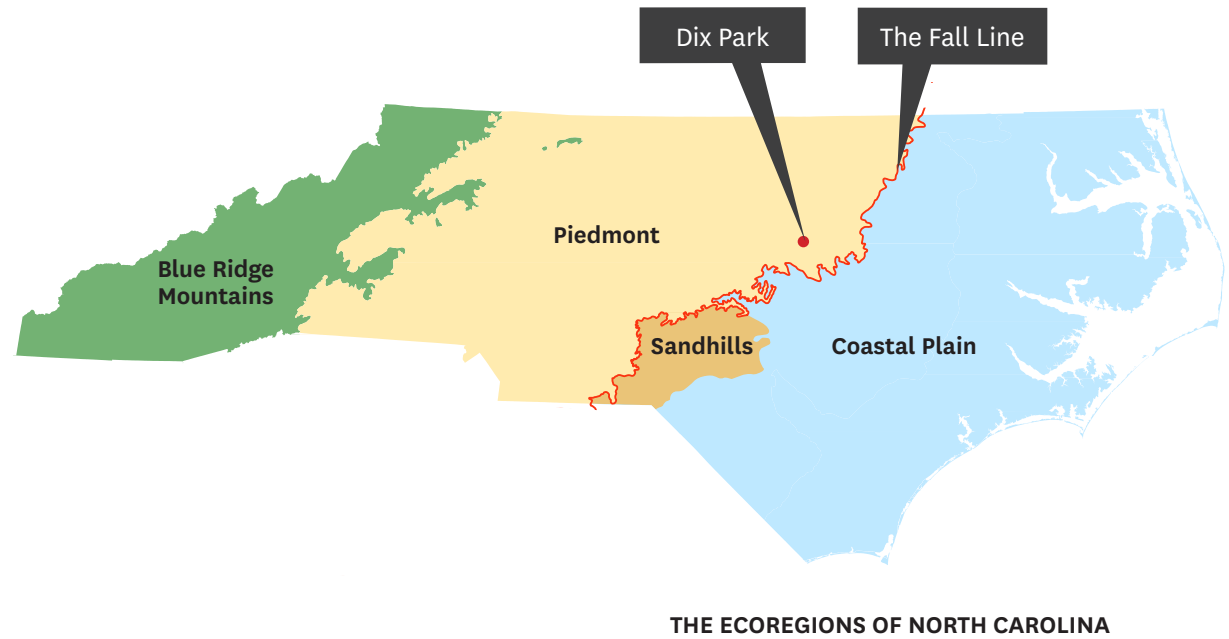 Dix Park
The Fall Line
Piedmont
Blue Ridge
Mountains
Sandhills
Coastal Plain
THE ECOREGIONS OF NORTH CAROLINA